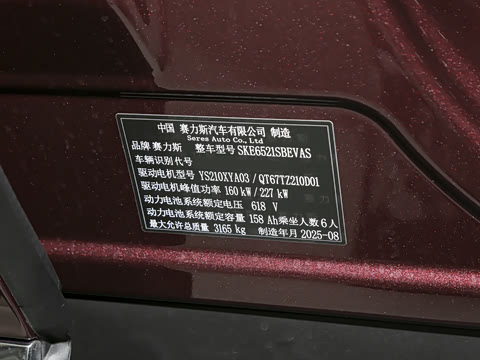 中国 赛力斯汽车有限公司 制造
Seres Auto Co., Ltd
品牌 赛力斯 整车型号 SKE6521SBEVAS
车辆识别代号
驱动电机型号 YS210XYA03 / QT67TZ210D01
驱动电机峰值功率 160 kW / 227 kW
动力电池系统额定电压 618 V
动力电池系统额定容量 158 Ah 乘坐人数 6 人
最大允许总质量 3165 kg 制造年月 2025-08